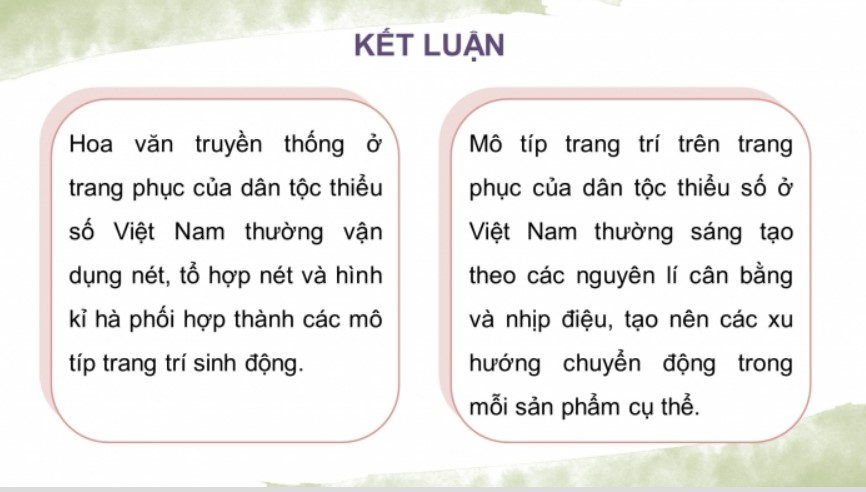 KẾT LUẬN
Hoa văn truyền thống ở
trang phục của dân tộc thiểu
số Việt Nam thường vận
dụng nét, tổ hợp nét và hình
kỉ hà phối hợp thành các mô
típ trang trí sinh động.
Mô típ trang trí trên trang
phục của dân tộc thiểu số ở
Việt Nam thường sáng tạo
theo các nguyên lí cân bằng
và nhịp điệu, tạo nên các xu
hướng chuyển động trong
mỗi sản phẩm cụ thể.